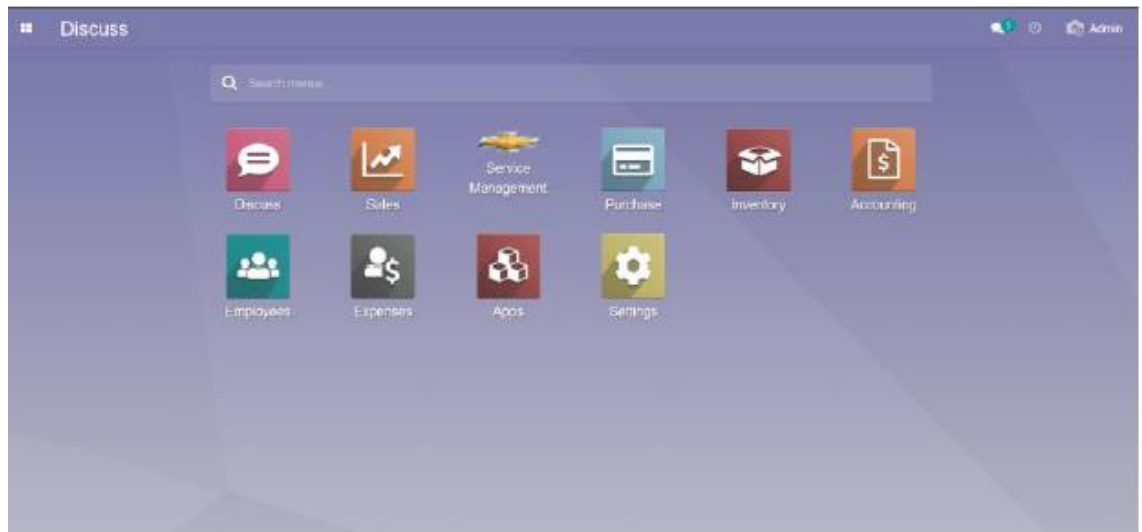 Discuss
Admin
Search menus...
Discuss
Sales
Service
Management
Purchase
Inventory
Accounting
Employees
Expenses
Apps
Settings